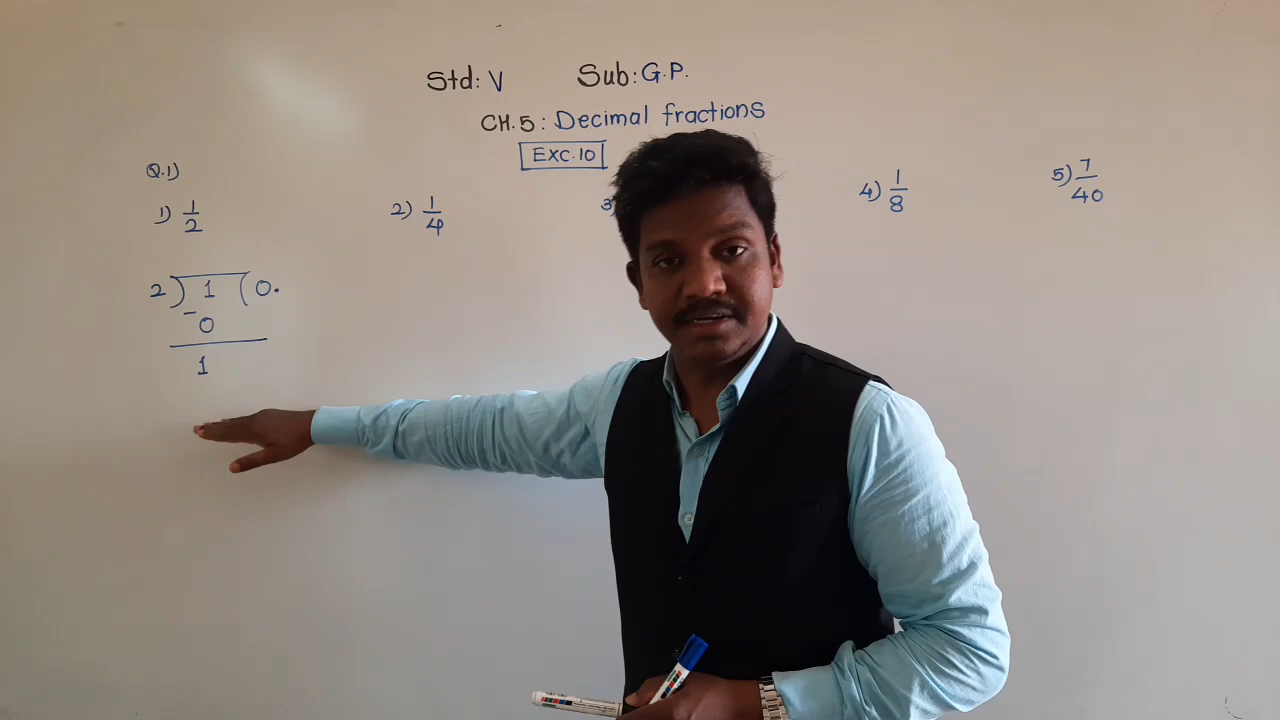 Std: V Sub: G.P.
CH.5: Decimal fractions
EXC.10
Q.1)
1) 1/2 2) 1/4 3) 4) 1/8 5) 7/40
2 ) 1 ( 0.
- 0
1